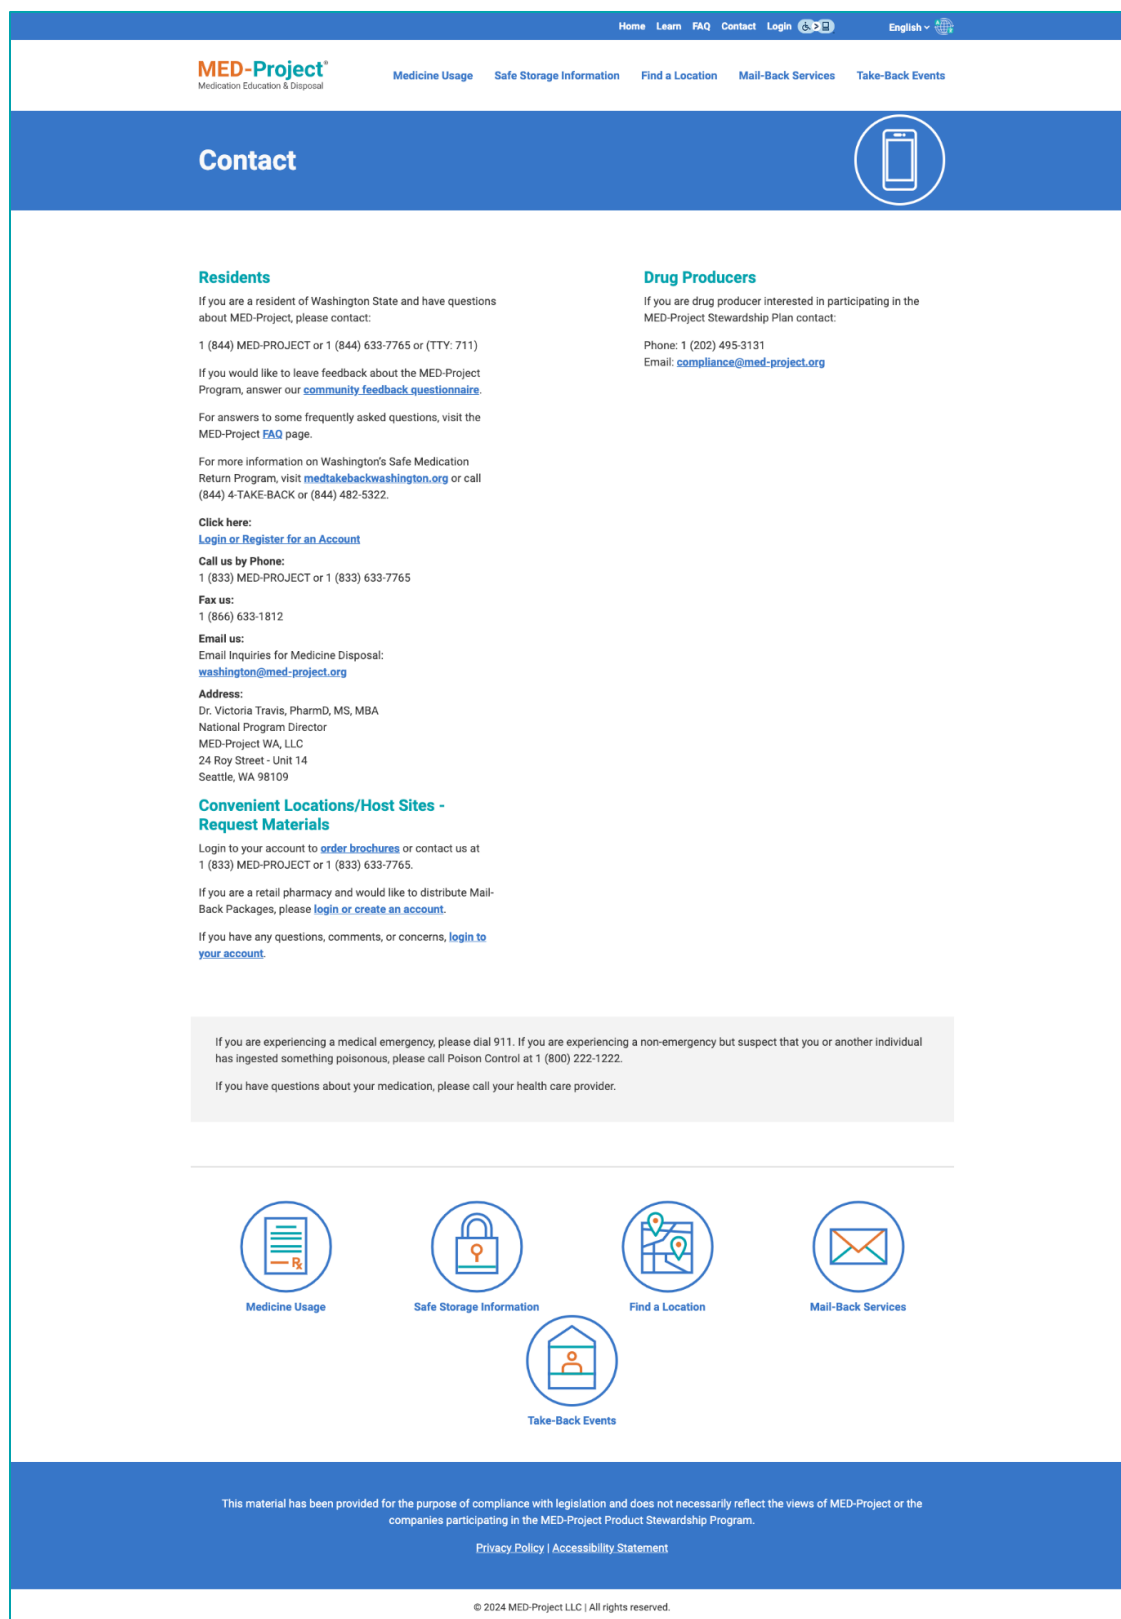 Home Learn FAQ Contact Login English
MED-Project®
Medication Education & Disposal
Medicine Usage Safe Storage Information Find a Location Mail-Back Services Take-Back Events
Contact
Residents
If you are a resident of Washington State and have questions
about MED-Project, please contact:
1 (844) MED-PROJECT or 1 (844) 633-7765 or (TTY: 711)
If you would like to leave feedback about the MED-Project
Program, answer our community feedback questionnaire.
For answers to some frequently asked questions, visit the
MED-Project FAQ page.
For more information on Washington's Safe Medication
Return Program, visit medtakebackwashington.org or call
(844) 4-TAKE-BACK or (844) 482-5322.
Click here:
Login or Register for an Account
Call us by Phone:
1 (833) MED-PROJECT or 1 (833) 633-7765
Fax us:
1 (866) 633-1812
Email us:
Email Inquiries for Medicine Disposal:
washington@med-project.org
Address:
Dr. Victoria Travis, PharmD, MS, MBA
National Program Director
MED-Project WA, LLC
24 Roy Street - Unit 14
Seattle, WA 98109
Convenient Locations/Host Sites -
Request Materials
Login to your account to order brochures or contact us at
1 (833) MED-PROJECT or 1 (833) 633-7765.
If you are a retail pharmacy and would like to distribute Mail-
Back Packages, please login or create an account.
If you have any questions, comments, or concerns, login to
your account.
Drug Producers
If you are drug producer interested in participating in the
MED-Project Stewardship Plan contact:
Phone: 1 (202) 495-3131
Email: compliance@med-project.org
If you are experiencing a medical emergency, please dial 911. If you are experiencing a non-emergency but suspect that you or another individual
has ingested something poisonous, please call Poison Control at 1 (800) 222-1222.
If you have questions about your medication, please call your health care provider.
Rx
Medicine Usage
Safe Storage Information
Find a Location
Mail-Back Services
Take-Back Events
This material has been provided for the purpose of compliance with legislation and does not necessarily reflect the views of MED-Project or the
companies participating in the MED-Project Product Stewardship Program.
Privacy Policy | Accessibility Statement
© 2024 MED-Project LLC | All rights reserved.